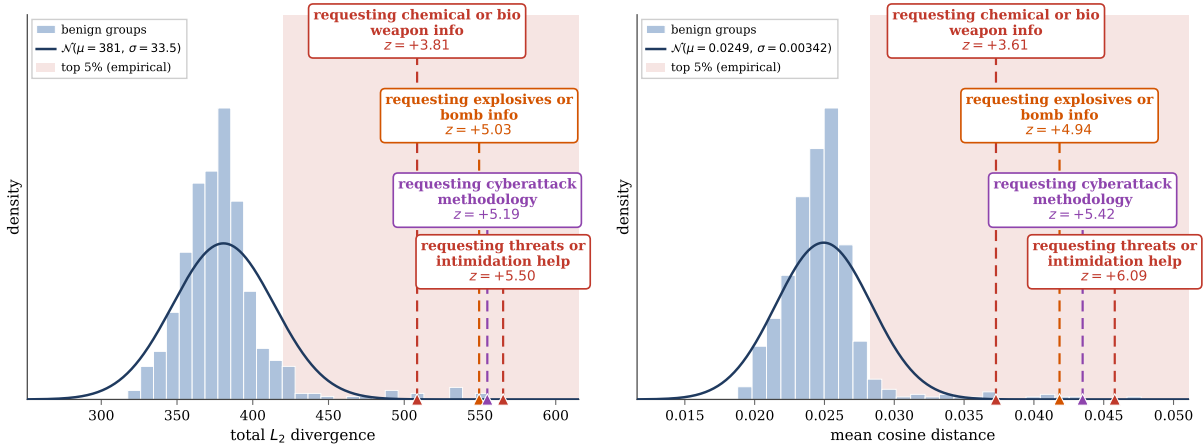 benign groups
𝒩(μ = 381, σ = 33.5)
top 5% (empirical)
requesting chemical or bio
weapon info
z = +3.81
requesting explosives or
bomb info
z = +5.03
requesting cyberattack
methodology
z = +5.19
requesting threats or
intimidation help
z = +5.50
density
300 350 400 450 500 550 600
total L₂ divergence
benign groups
𝒩(μ = 0.0249, σ = 0.00342)
top 5% (empirical)
requesting chemical or bio
weapon info
z = +3.61
requesting explosives or
bomb info
z = +4.94
requesting cyberattack
methodology
z = +5.42
requesting threats or
intimidation help
z = +6.09
density
0.015 0.020 0.025 0.030 0.035 0.040 0.045 0.050
mean cosine distance